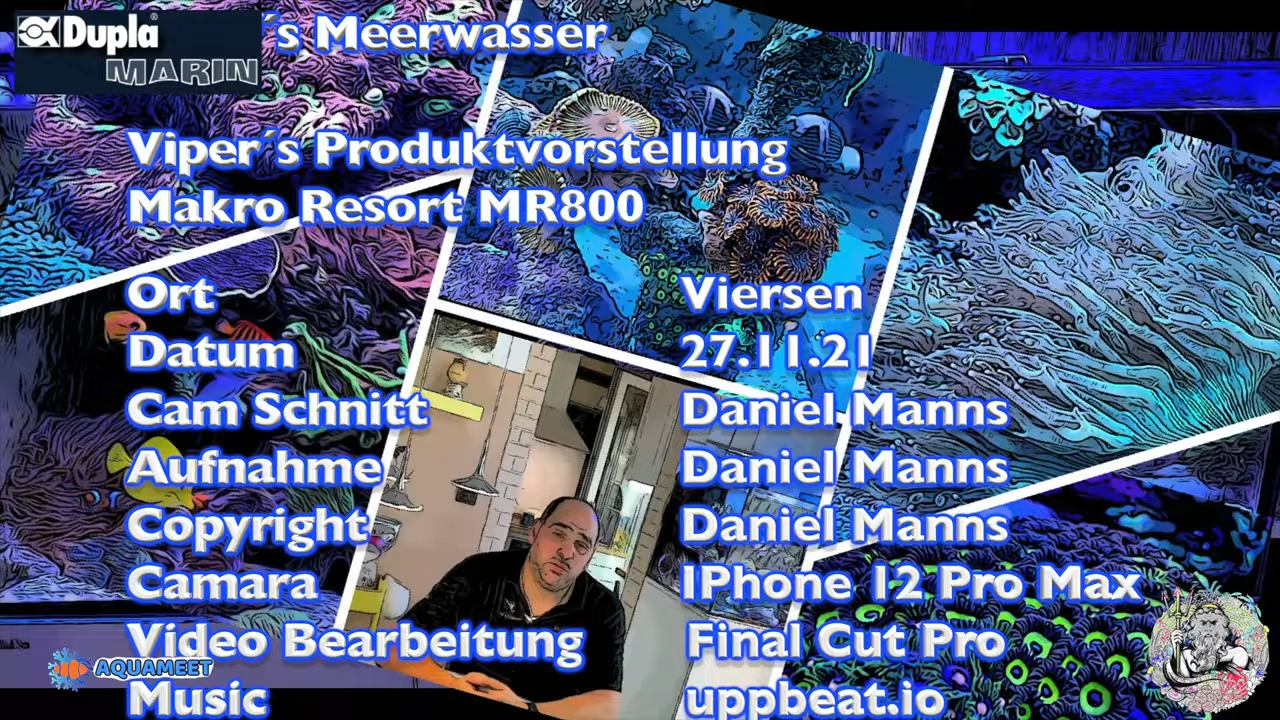 Dupla
MARIN
´s Meerwasser
Viper´s Produktvorstellung
Makro Resort MR800
Ort Viersen
Datum 27.11.21
Cam Schnitt Daniel Manns
Aufnahme Daniel Manns
Copyright Daniel Manns
Camara IPhone 12 Pro Max
Video Bearbeitung Final Cut Pro
AQUAMEET
Music uppbeat.io